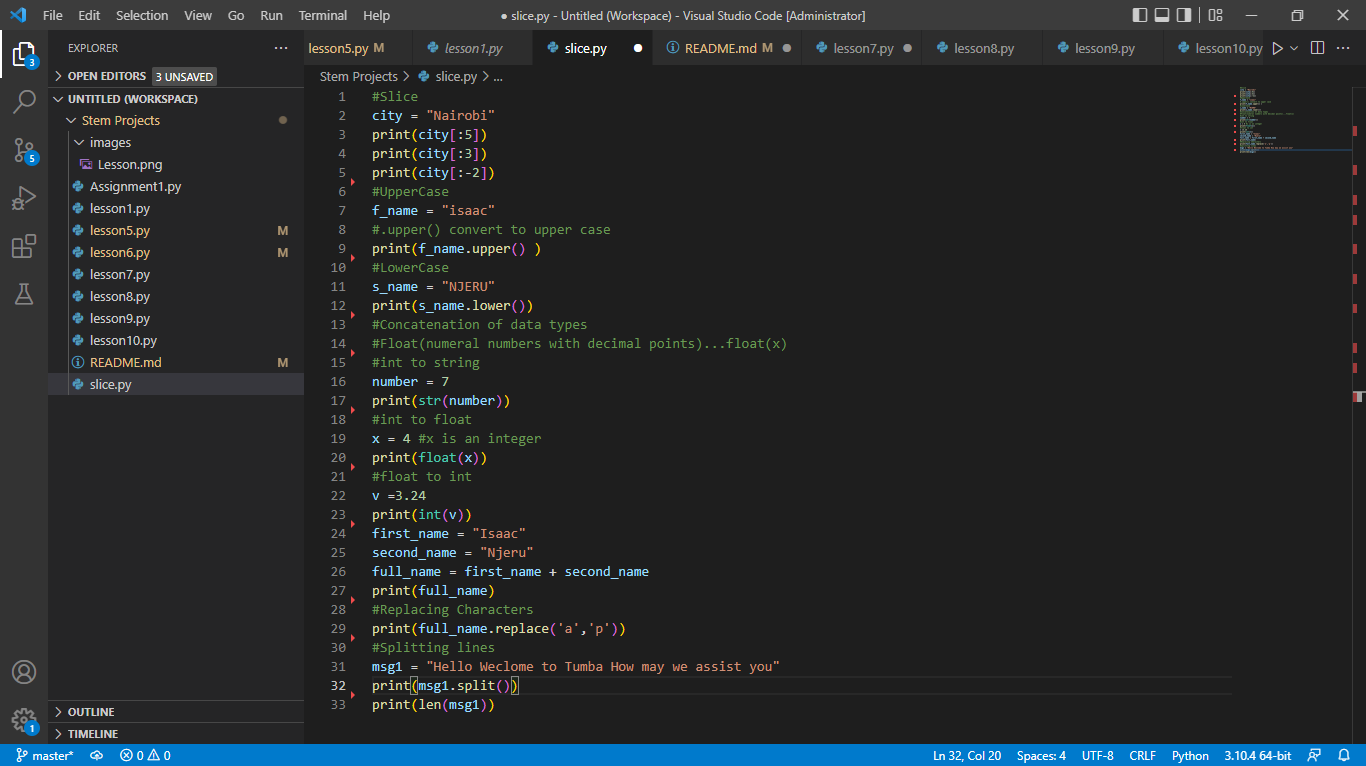 File Edit Selection View Go Run Terminal Help ● slice.py - Untitled (Workspace) - Visual Studio Code [Administrator]
EXPLORER
lesson5.py M lesson1.py slice.py README.md M lesson7.py lesson8.py lesson9.py lesson10.py
OPEN EDITORS 3 UNSAVED
Stem Projects > slice.py > ...
UNTITLED (WORKSPACE)
Stem Projects
images
Lesson.png
Assignment1.py
lesson1.py
lesson5.py M
lesson6.py M
lesson7.py
lesson8.py
lesson9.py
lesson10.py
README.md M
slice.py
OUTLINE
TIMELINE
3
5
1
1 #Slice
2 city = "Nairobi"
3 print(city[:5])
4 print(city[:3])
5 print(city[:-2])
6 #UpperCase
7 f_name = "isaac"
8 #.upper() convert to upper case
9 print(f_name.upper() )
10 #LowerCase
11 s_name = "NJERU"
12 print(s_name.lower())
13 #Concatenation of data types
14 #Float(numeral numbers with decimal points)...float(x)
15 #int to string
16 number = 7
17 print(str(number))
18 #int to float
19 x = 4 #x is an integer
20 print(float(x))
21 #float to int
22 v =3.24
23 print(int(v))
24 first_name = "Isaac"
25 second_name = "Njeru"
26 full_name = first_name + second_name
27 print(full_name)
28 #Replacing Characters
29 print(full_name.replace('a','p'))
30 #Splitting lines
31 msg1 = "Hello Weclome to Tumba How may we assist you"
32 print(msg1.split())
33 print(len(msg1))
master* 0 0 Ln 32, Col 20 Spaces: 4 UTF-8 CRLF Python 3.10.4 64-bit